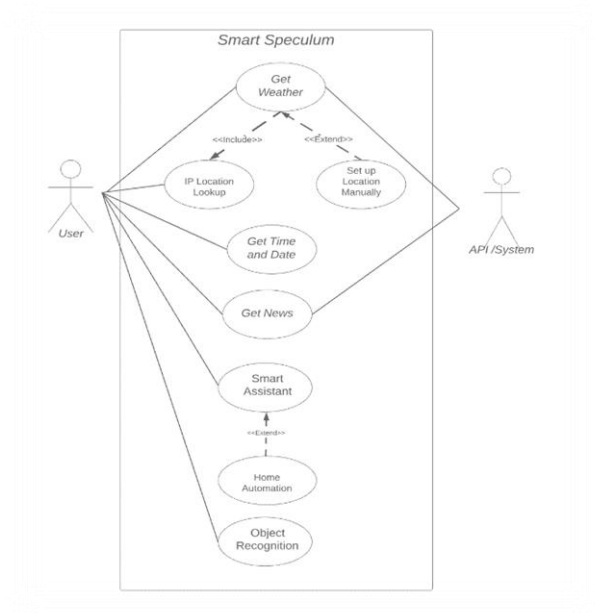 Smart Speculum
Get
Weather
<<Include>>
<<Extend>>
IP Location
Lookup
Set up
Location
Manually
User
Get Time
and Date
API /System
Get News
Smart
Assistant
<<Extend>>
Home
Automation
Object
Recognition